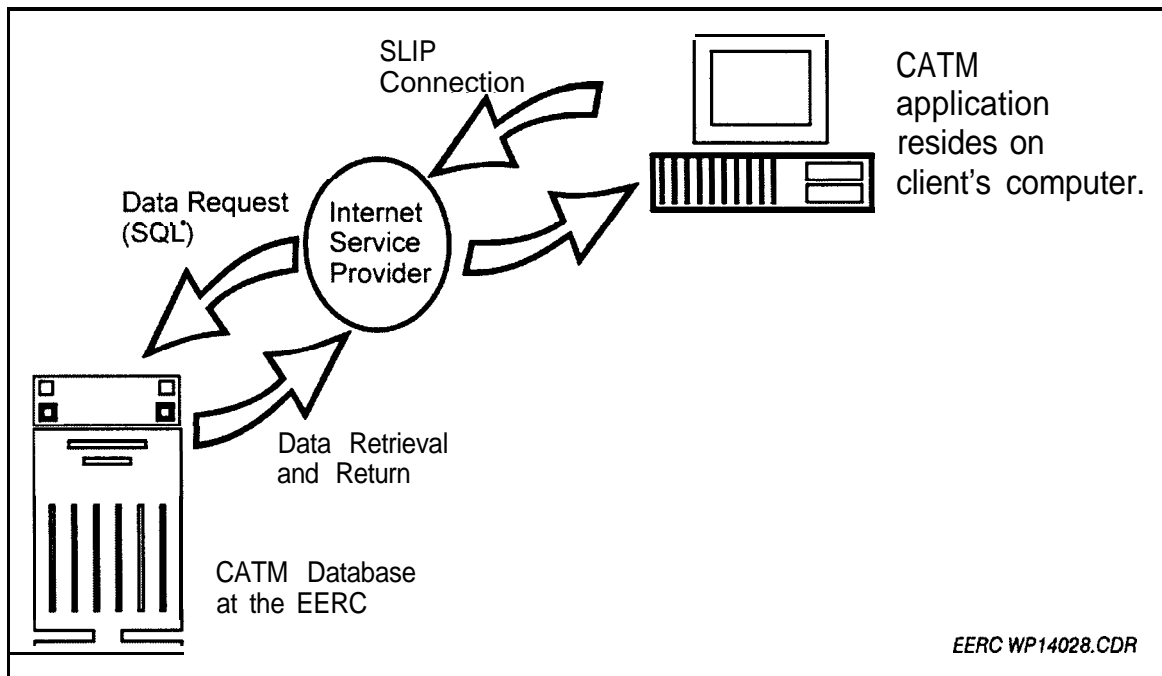 SLIP
Connection
CATM
application
resides on
client's computer.
Data Request
(SQL)
Internet
Service
Provider
Data Retrieval
and Return
CATM Database
at the EERC
EERC WP14028.CDR